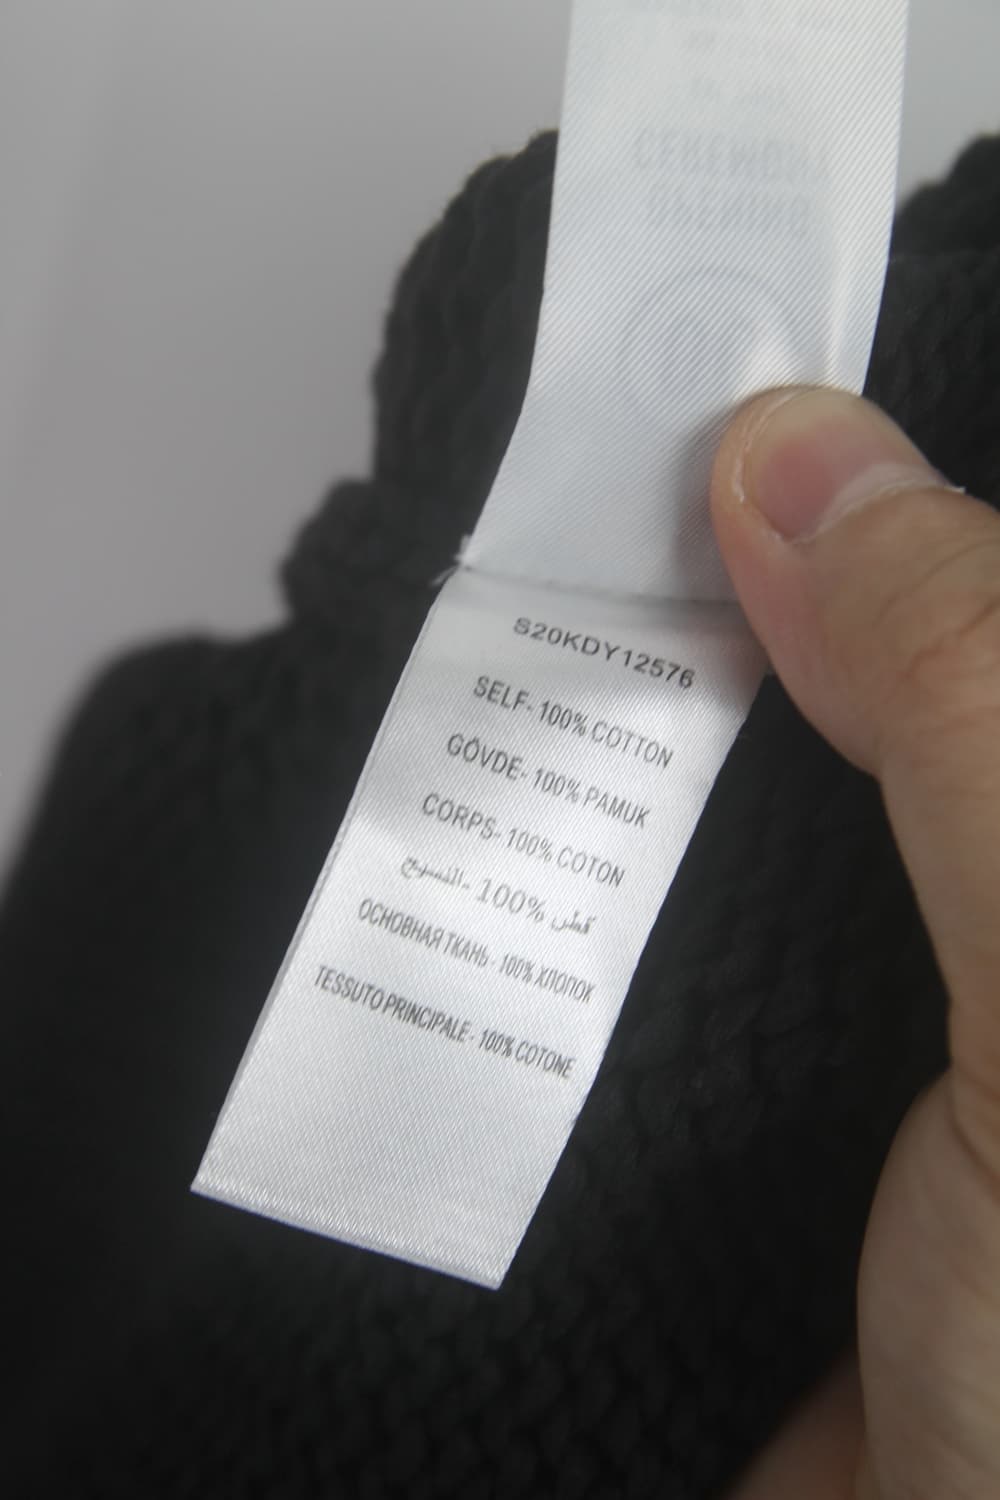 S20KDY12576
SELF- 100% COTTON
GÖVDE- 100% PAMUK
CORPS- 100% COTON
النسيج- 100% قطن
ОСНОВНАЯ ТКАНЬ - 100% ХЛОПОК
TESSUTO PRINCIPALE - 100% COTONE